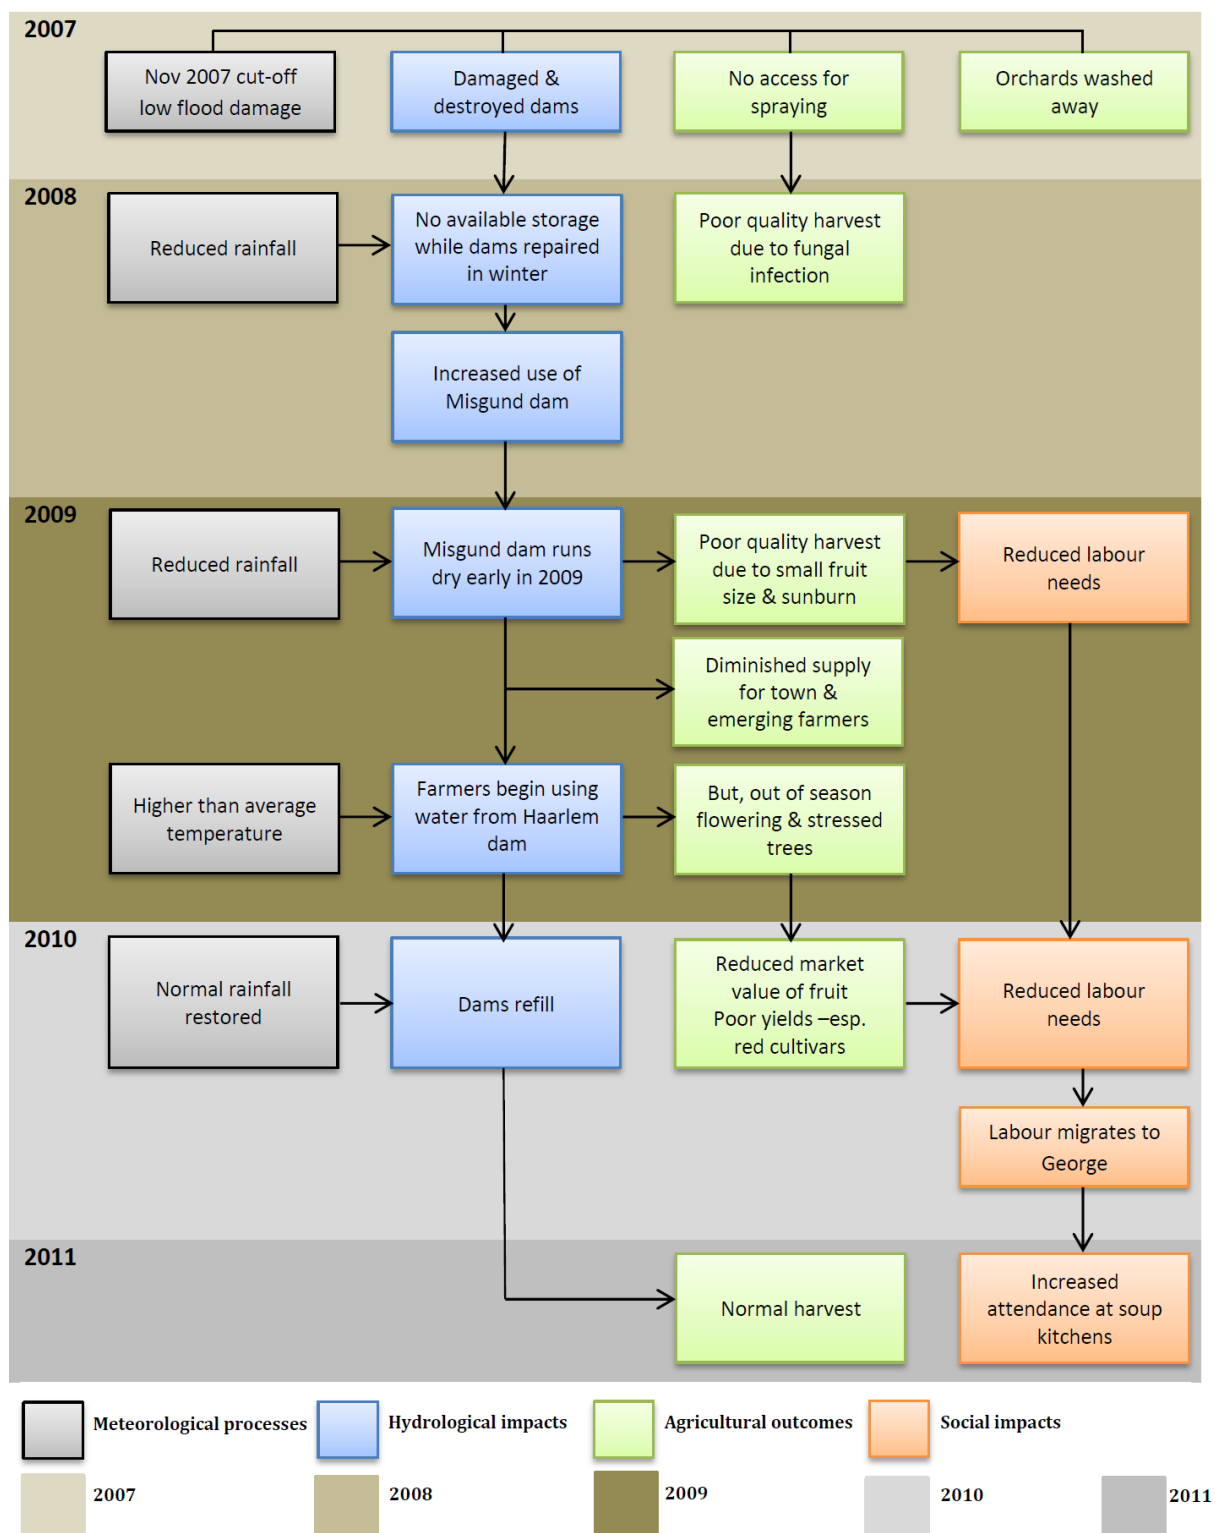 2007
Nov 2007 cut-off
low flood damage
Damaged &
destroyed dams
No access for
spraying
Orchards washed
away
2008
Reduced rainfall
No available storage
while dams repaired
in winter
Poor quality harvest
due to fungal
infection
Increased use of
Misgund dam
2009
Reduced rainfall
Misgund dam runs
dry early in 2009
Poor quality harvest
due to small fruit
size & sunburn
Reduced labour
needs
Diminished supply
for town &
emerging farmers
Higher than average
temperature
Farmers begin using
water from Haarlem
dam
But, out of season
flowering & stressed
trees
2010
Normal rainfall
restored
Dams refill
Reduced market
value of fruit
Poor yields –esp.
red cultivars
Reduced labour
needs
Labour migrates to
George
2011
Normal harvest
Increased
attendance at soup
kitchens
Meteorological processes
Hydrological impacts
Agricultural outcomes
Social impacts
2007
2008
2009
2010
2011